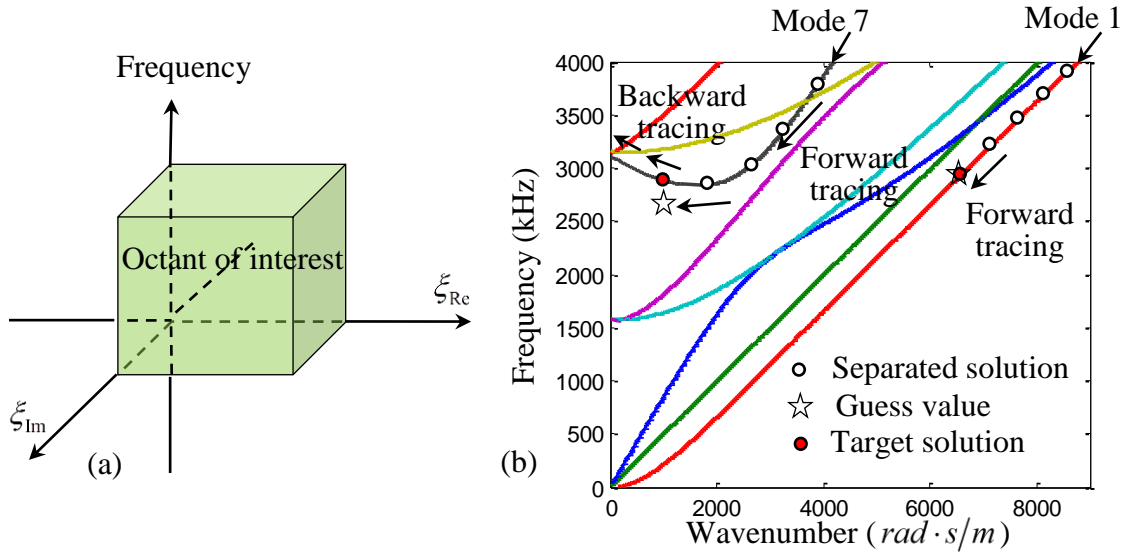 Frequency
Octant of interest
ξRe
ξIm
(a)
Mode 7
Mode 1
4000
3500
3000
2500
2000
1500
1000
500
0
Frequency (kHz)
Backward
tracing
Forward
tracing
Forward
tracing
Separated solution
Guess value
Target solution
(b)
0
2000
4000
6000
8000
Wavenumber (rad · s/m)